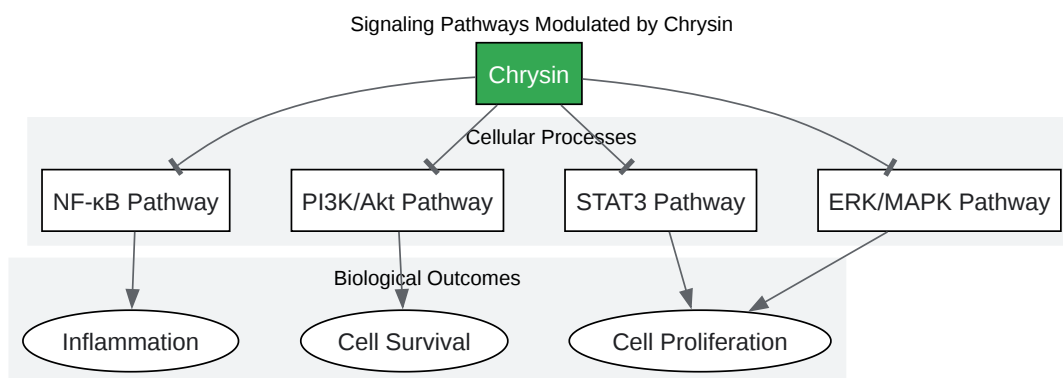 Signaling Pathways Modulated by Chrysin
Chrysin
Cellular Processes
NF-κB Pathway
PI3K/Akt Pathway
STAT3 Pathway
ERK/MAPK Pathway
Biological Outcomes
Inflammation
Cell Survival
Cell Proliferation